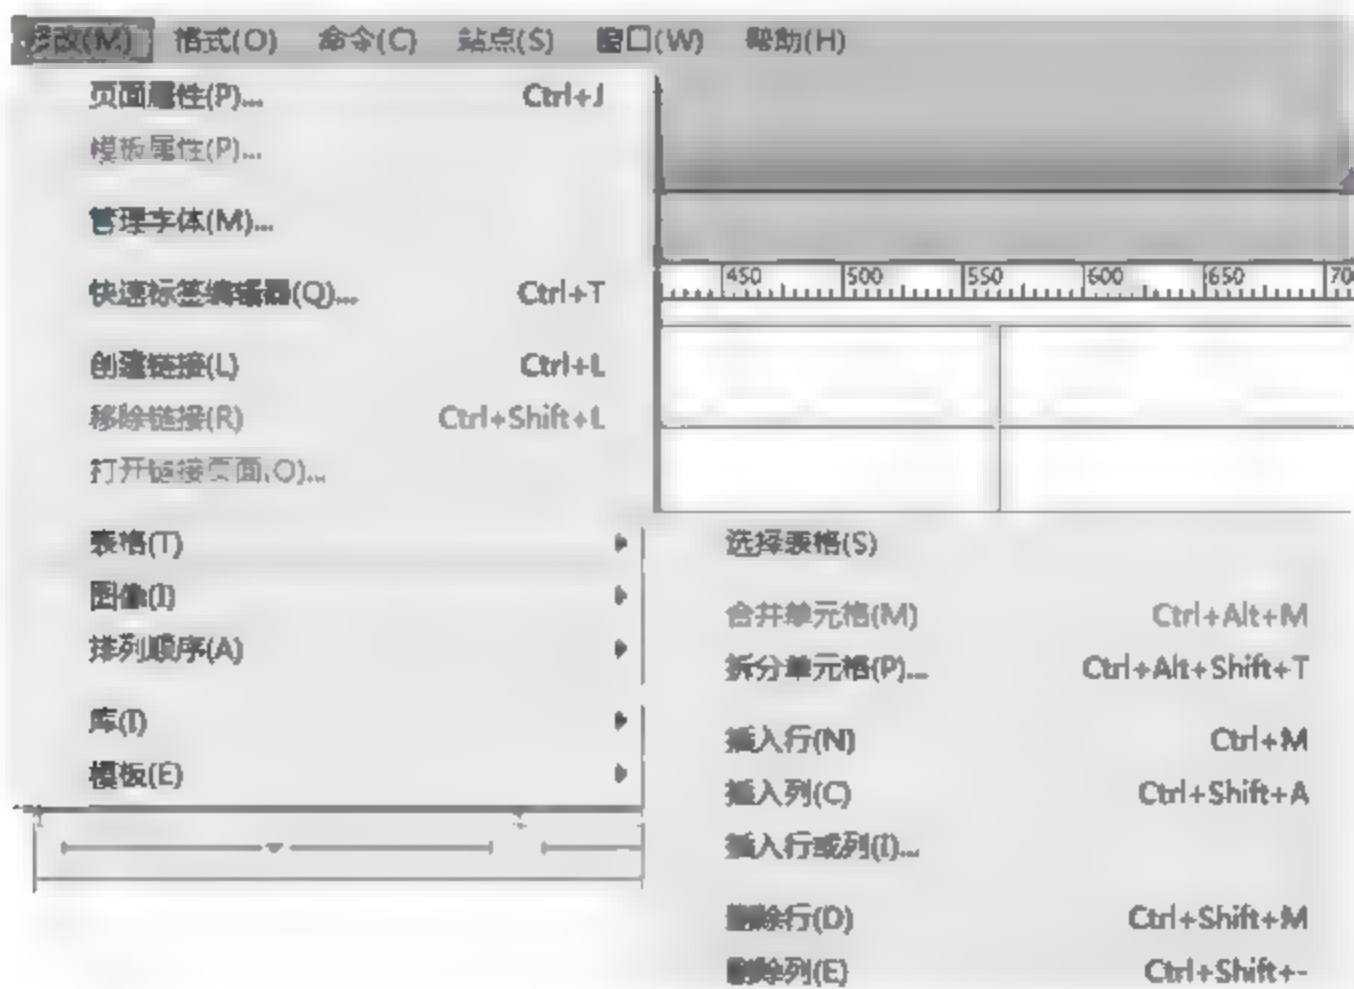 修改(M) 格式(O) 命令(C) 站点(S) 窗口(W) 帮助(H)
页面属性(P)... Ctrl+J
模板属性(P)...
管理字体(M)...
450 500 550 600 650 70
快速标签编辑器(Q)... Ctrl+T
创建链接(L) Ctrl+L
移除链接(R) Ctrl+Shift+L
打开链接页面(O)...
表格(T)
图像(I)
排列顺序(A)
库(I)
模板(E)
选择表格(S)
合并单元格(M) Ctrl+Alt+M
拆分单元格(P)... Ctrl+Alt+Shift+T
插入行(N) Ctrl+M
插入列(C) Ctrl+Shift+A
插入行或列(I)...
删除行(D) Ctrl+Shift+M
删除列(E) Ctrl+Shift+-